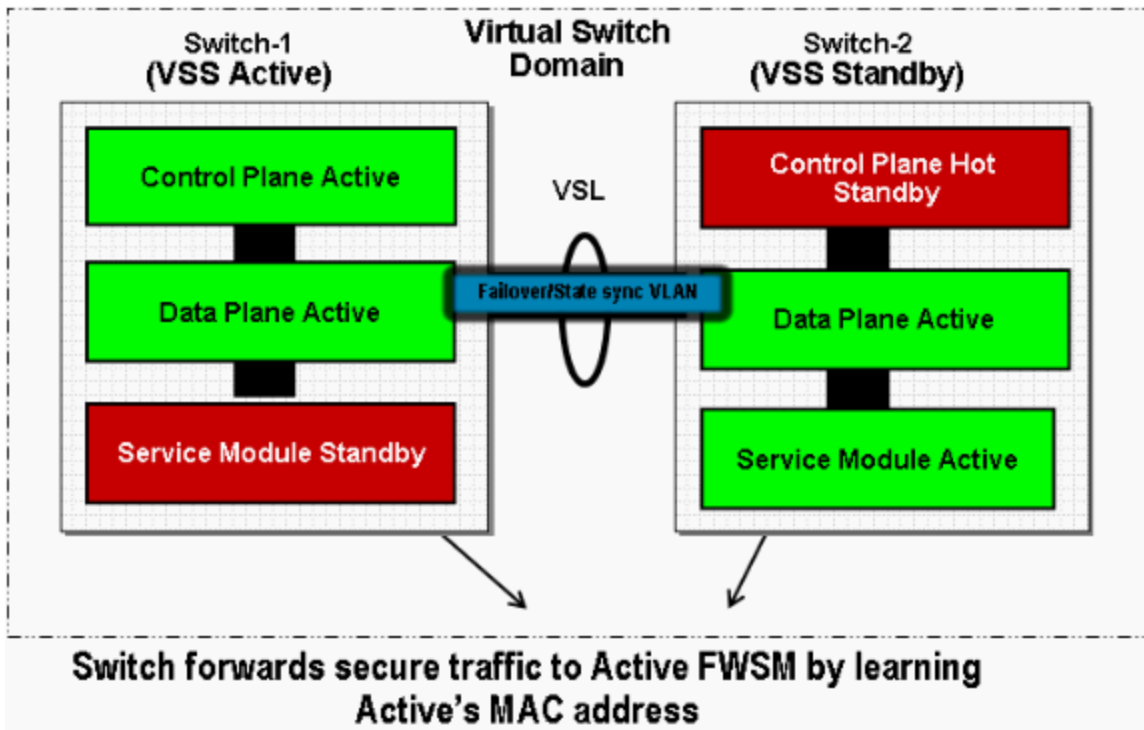 Switch-1
(VSS Active)
Virtual Switch
Domain
Switch-2
(VSS Standby)
Control Plane Active
Data Plane Active
Service Module Standby
VSL
Failover/State sync VLAN
Control Plane Hot
Standby
Data Plane Active
Service Module Active
Switch forwards secure traffic to Active FWSM by learning
Active's MAC address